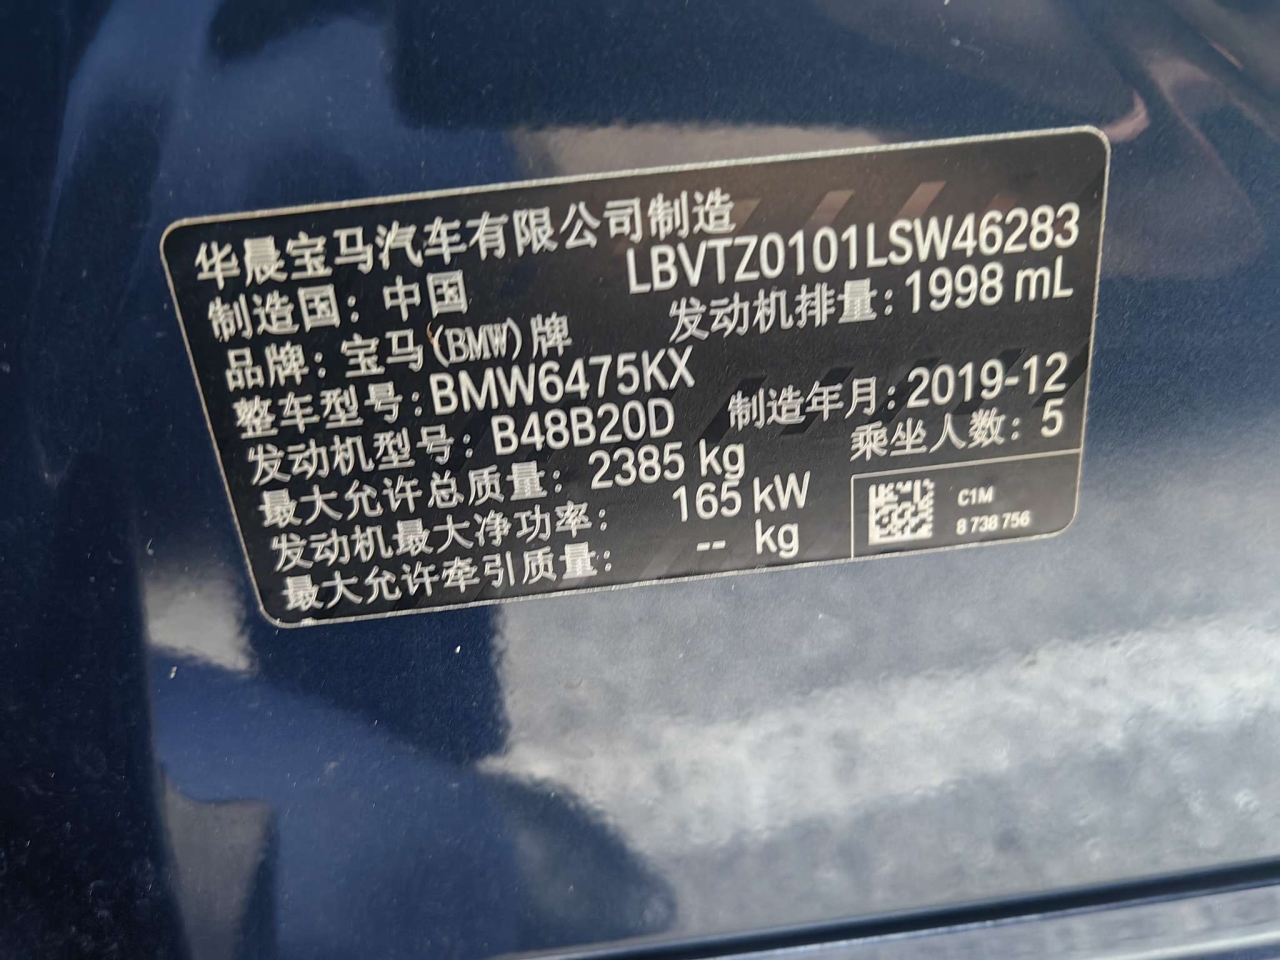 华晨宝马汽车有限公司制造
LBVTZ0101LSW46283
制造国：中国
发动机排量：1998 mL
品牌：宝马(BMW)牌
整车型号：BMW6475KX
制造年月：2019-12
发动机型号：B48B20D
乘坐人数：5
最大允许总质量：2385 kg
发动机最大净功率：165 kW
最大允许牵引质量：-- kg
C1M
8 738 756